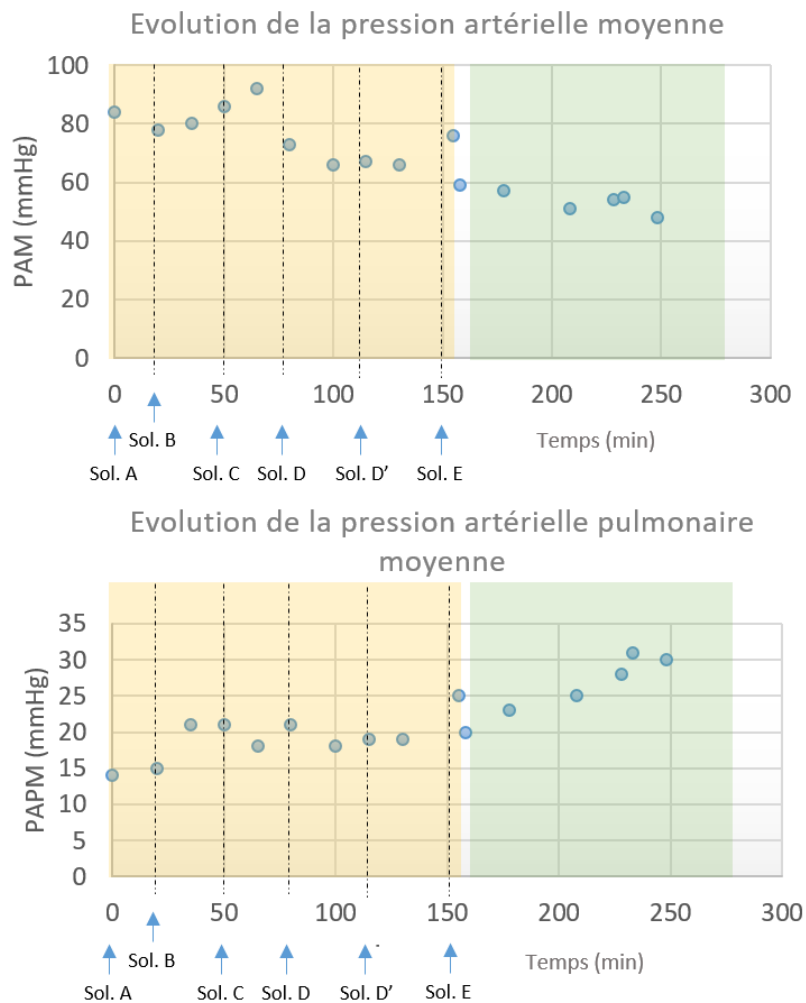 Evolution de la pression artérielle moyenne
PAM (mmHg)
100
80
60
40
20
0
0 50 100 150 200 250 300
Sol. B
Temps (min)
Sol. A Sol. C Sol. D Sol. D’ Sol. E
Evolution de la pression artérielle pulmonaire
moyenne
PAPM (mmHg)
35
30
25
20
15
10
5
0
0 50 100 150 200 250 300
Sol. B
Temps (min)
Sol. A Sol. C Sol. D Sol. D’ Sol. E